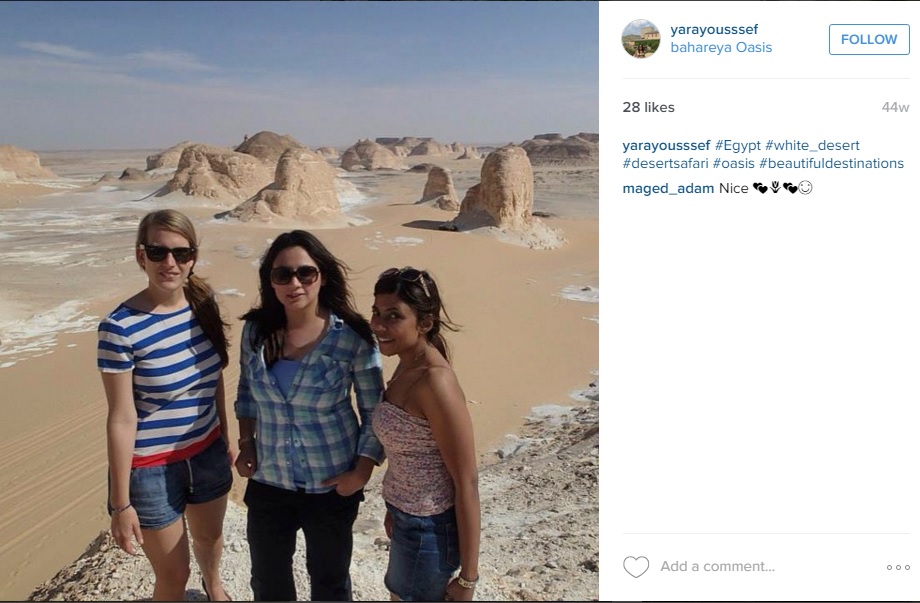 yarayousssef
bahareya Oasis
FOLLOW
28 likes
44w
yarayousssef #Egypt #white_desert
#desertsafari #oasis #beautifuldestinations
maged_adam Nice
Add a comment...